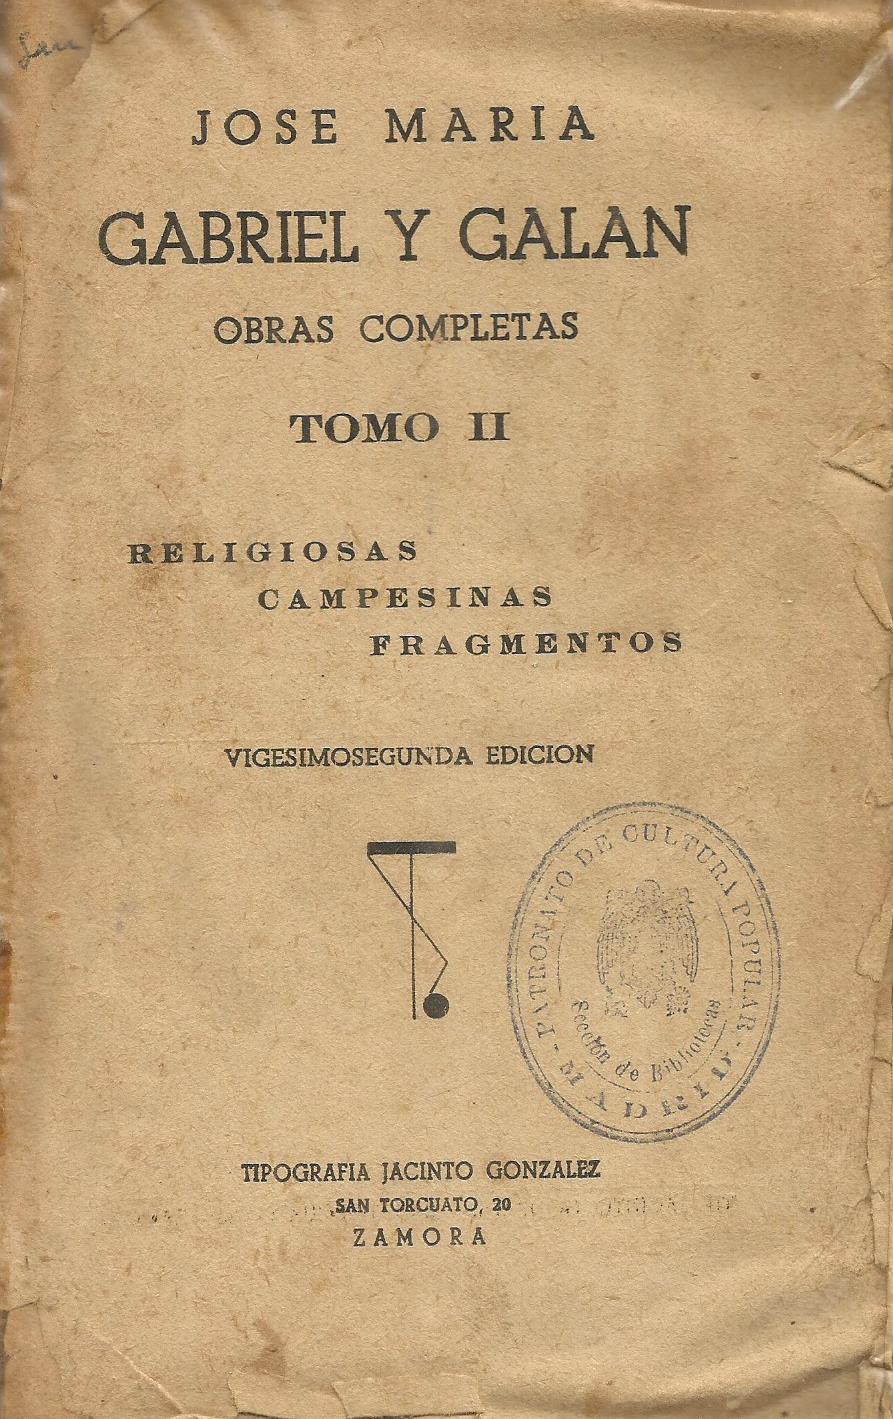 JOSE MARIA
GABRIEL Y GALAN
OBRAS COMPLETAS
TOMO II
RELIGIOSAS
CAMPESINAS
FRAGMENTOS
VIGESIMOSEGUNDA EDICION
PATRONATO DE CULTURA POPULAR
Sección de Bibliotecas
- MADRID -
TIPOGRAFIA JACINTO GONZALEZ
SAN TORCUATO, 20
ZAMORA